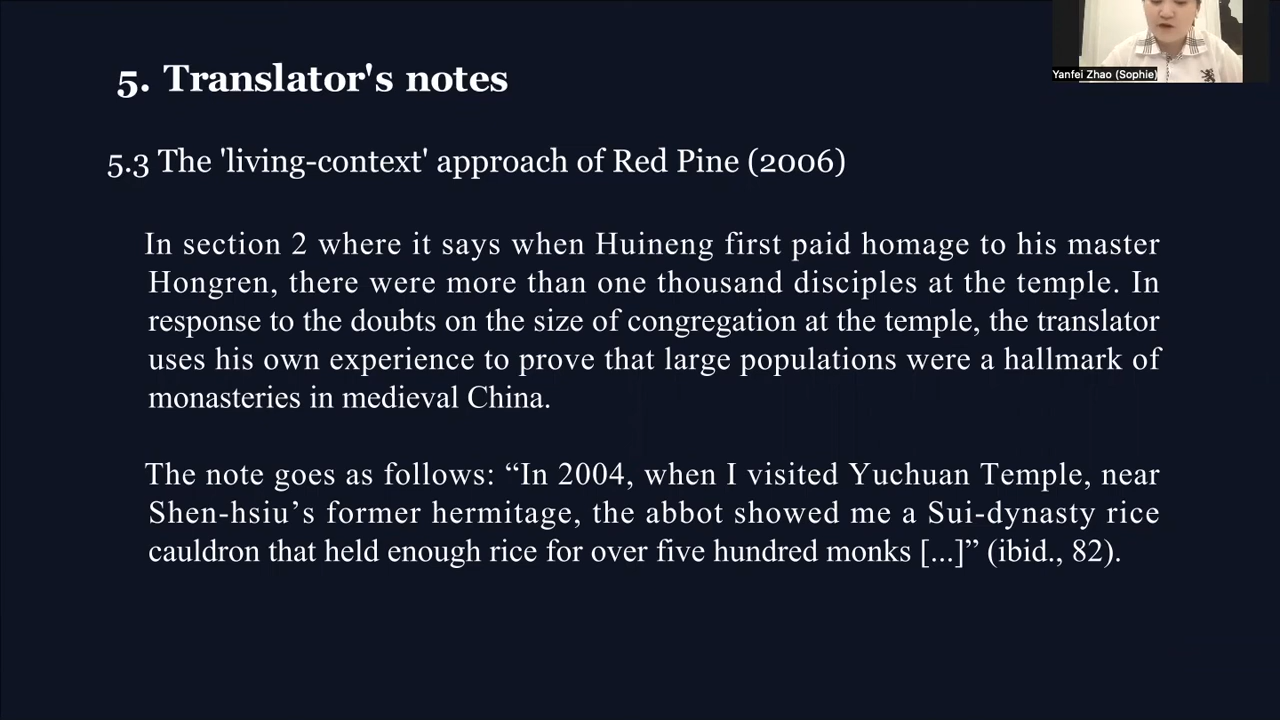 Yanfei Zhao (Sophie)
5. Translator's notes
5.3 The 'living-context' approach of Red Pine (2006)
In section 2 where it says when Huineng first paid homage to his master
Hongren, there were more than one thousand disciples at the temple. In
response to the doubts on the size of congregation at the temple, the translator
uses his own experience to prove that large populations were a hallmark of
monasteries in medieval China.
The note goes as follows: “In 2004, when I visited Yuchuan Temple, near
Shen-hsiu’s former hermitage, the abbot showed me a Sui-dynasty rice
cauldron that held enough rice for over five hundred monks [...]” (ibid., 82).